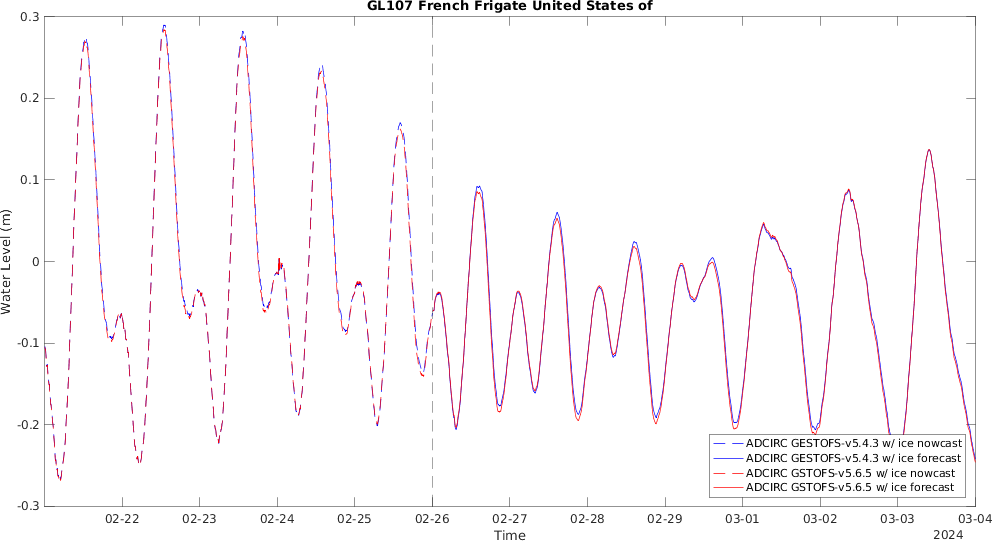 GL107 French Frigate United States of
0.3
0.2
0.1
0
-0.1
-0.2
-0.3
Water Level (m)
02-22 02-23 02-24 02-25 02-26 02-27 02-28 02-29 03-01 03-02 03-03 03-04
Time
2024
ADCIRC GESTOFS-v5.4.3 w/ ice nowcast
ADCIRC GESTOFS-v5.4.3 w/ ice forecast
ADCIRC GSTOFS-v5.6.5 w/ ice nowcast
ADCIRC GSTOFS-v5.6.5 w/ ice forecast